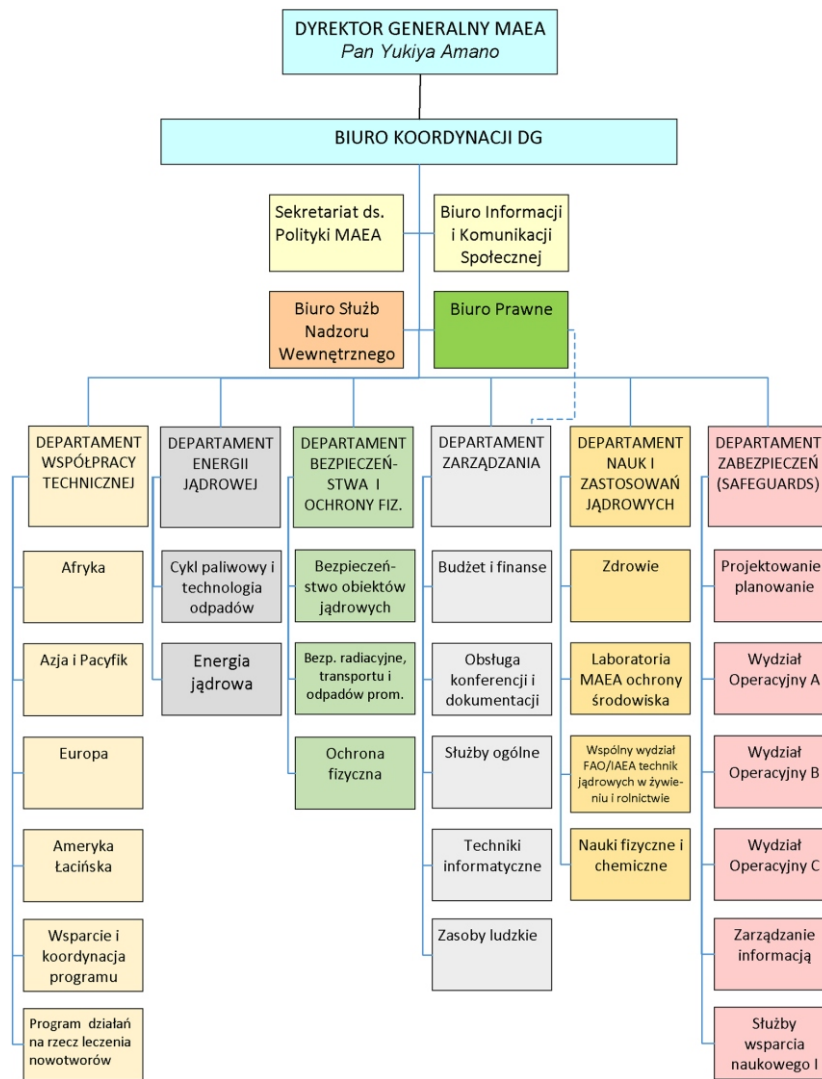 DYREKTOR GENERALNY MAEA
Pan Yukiya Amano
BIURO KOORDYNACJI DG
Sekretariat ds.
Polityki MAEA
Biuro Informacji
i Komunikacji
Społecznej
Biuro Służb
Nadzoru
Wewnętrznego
Biuro Prawne
DEPARTAMENT
WSPÓŁPRACY
TECHNICZNEJ
Afryka
Azja i Pacyfik
Europa
Ameryka
Łacińska
Wsparcie i
koordynacja
programu
Program działań
na rzecz leczenia
nowotworów
DEPARTAMENT
ENERGII
JĄDROWEJ
Cykl paliwowy i
technologia
odpadów
Energia
jądrowa
DEPARTAMENT
BEZPIECZEŃ-
STWA I
OCHRONY FIZ.
Bezpieczeń-
stwo obiektów
jądrowych
Bezp. radiacyjne,
transportu i
odpadów prom.
Ochrona
fizyczna
DEPARTAMENT
ZARZĄDZANIA
Budżet i finanse
Obsługa
konferencji i
dokumentacji
Służby ogólne
Techniki
informatyczne
Zasoby ludzkie
DEPARTAMENT
NAUK I
ZASTOSOWAŃ
JĄDROWYCH
Zdrowie
Laboratoria
MAEA ochrony
środowiska
Wspólny wydział
FAO/IAEA technik
jądrowych w żywie-
niu i rolnictwie
Nauki fizyczne i
chemiczne
DEPARTAMENT
ZABEZPIECZEŃ
(SAFEGUARDS)
Projektowanie i
planowanie
Wydział
Operacyjny A
Wydział
Operacyjny B
Wydział
Operacyjny C
Zarządzanie
informacją
Służby
wsparcia
naukowego I